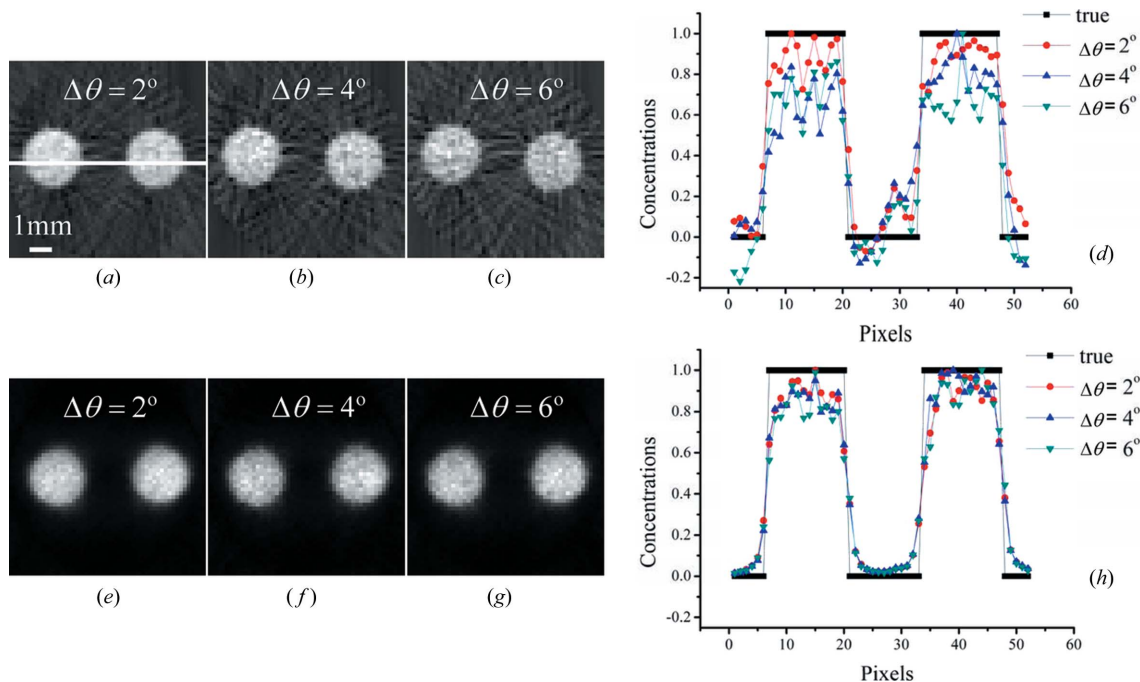 Δθ = 2°
Δθ = 4°
Δθ = 6°
1mm
(a)
(b)
(c)
Concentrations
1.0
0.8
0.6
0.4
0.2
0.0
-0.2
0
10
20
30
40
50
60
Pixels
true
Δθ = 2°
Δθ = 4°
Δθ = 6°
(d)
Δθ = 2°
Δθ = 4°
Δθ = 6°
(e)
(f)
(g)
Concentrations
1.0
0.8
0.6
0.4
0.2
0.0
-0.2
0
10
20
30
40
50
60
Pixels
true
Δθ = 2°
Δθ = 4°
Δθ = 6°
(h)